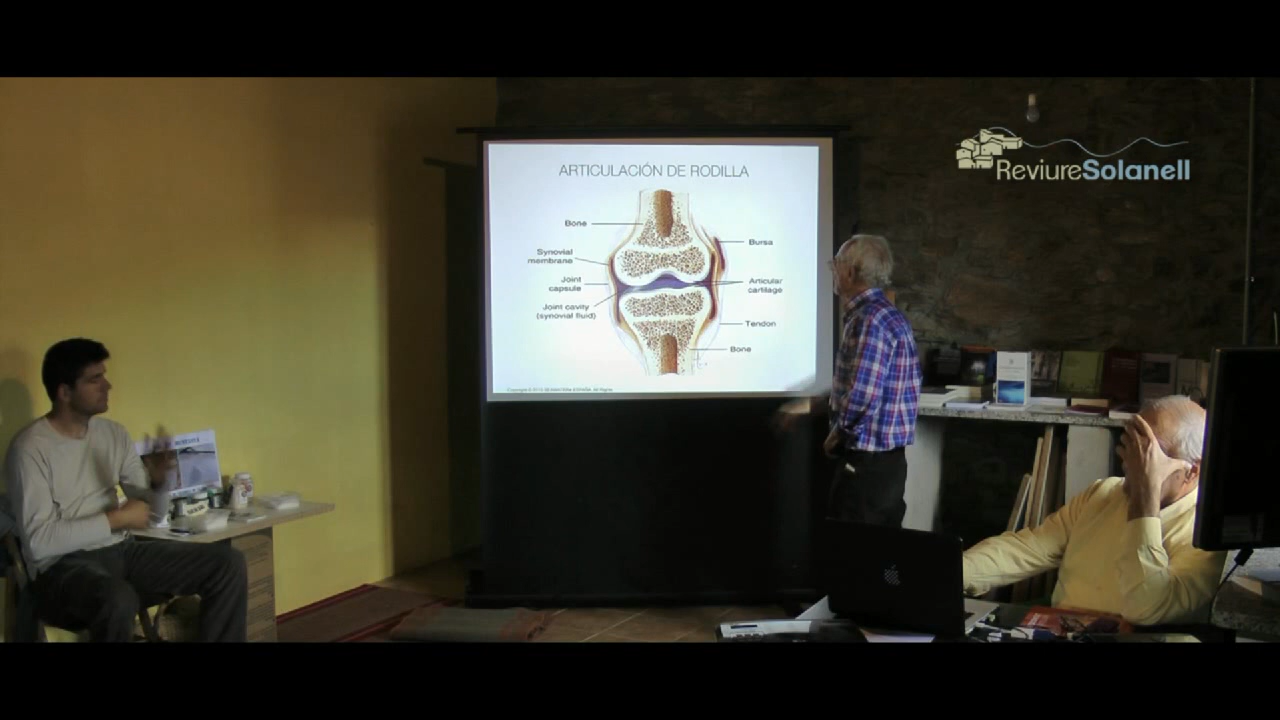 ReviureSolanell
ARTICULACIÓN DE RODILLA
Bone
Bursa
Synovial
membrane
Joint
capsule
Articular
cartilage
Joint cavity
(synovial fluid)
Tendon
Bone